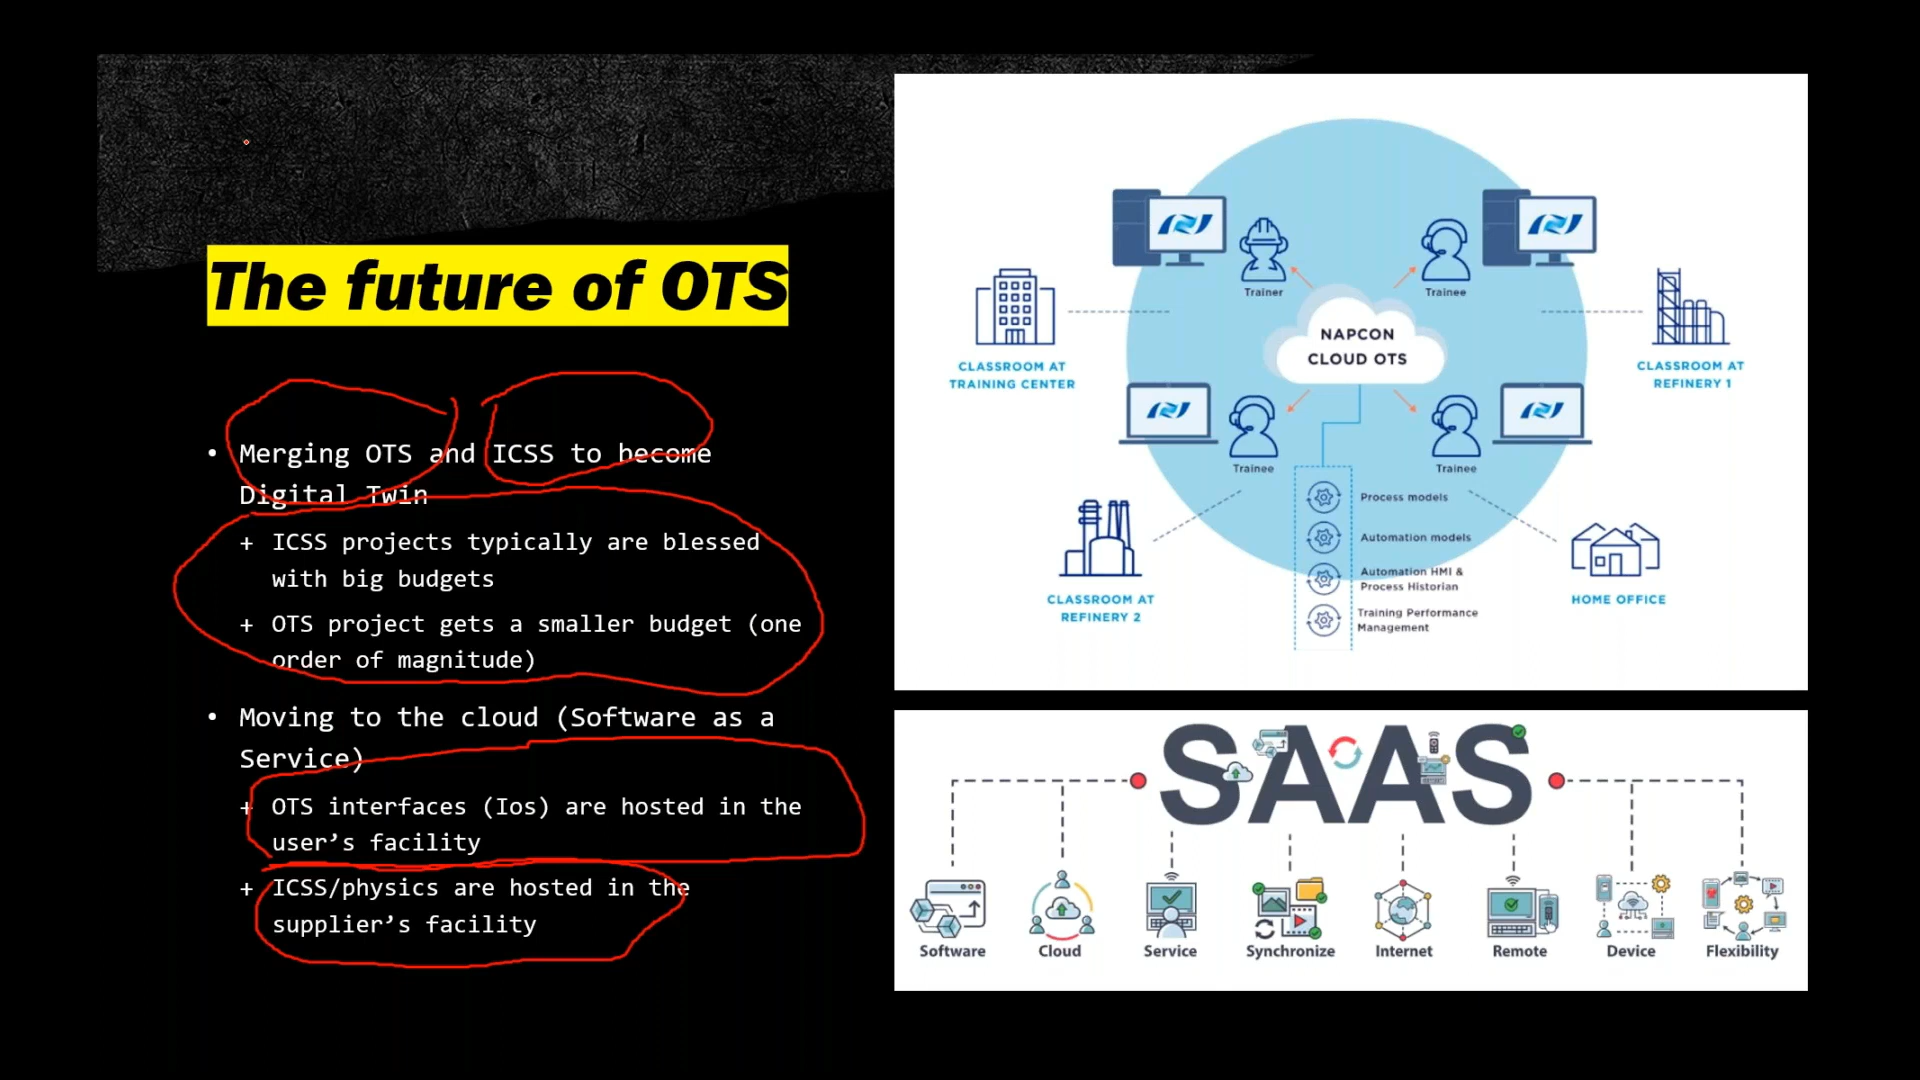 The future of OTS
• Merging OTS and ICSS to become
Digital Twin
+ ICSS projects typically are blessed
with big budgets
+ OTS project gets a smaller budget (one
order of magnitude)
• Moving to the cloud (Software as a
Service)
+ OTS interfaces (Ios) are hosted in the
user’s facility
+ ICSS/physics are hosted in the
supplier’s facility
Trainer
Trainee
NAPCON
CLOUD OTS
CLASSROOM AT
TRAINING CENTER
CLASSROOM AT
REFINERY 1
Trainee
Trainee
Process models
Automation models
Automation HMI &
Process Historian
Training Performance
Management
CLASSROOM AT
REFINERY 2
HOME OFFICE
SAAS
Software
Cloud
Service
Synchronize
Internet
Remote
Device
Flexibility